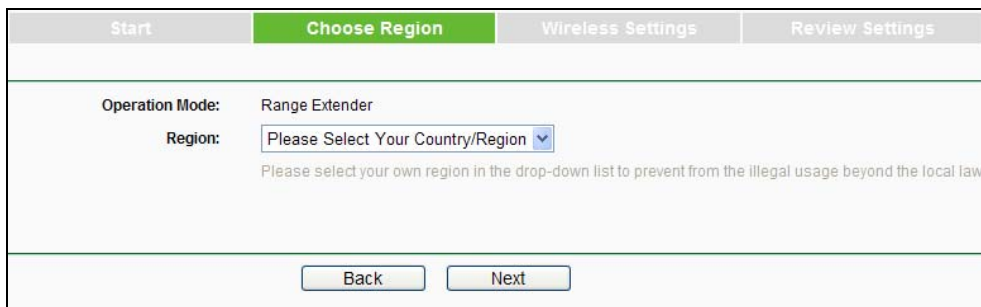 Start Choose Region Wireless Settings Review Settings
Operation Mode: Range Extender
Region: Please Select Your Country/Region
Please select your own region in the drop-down list to prevent from the illegal usage beyond the local law
Back Next